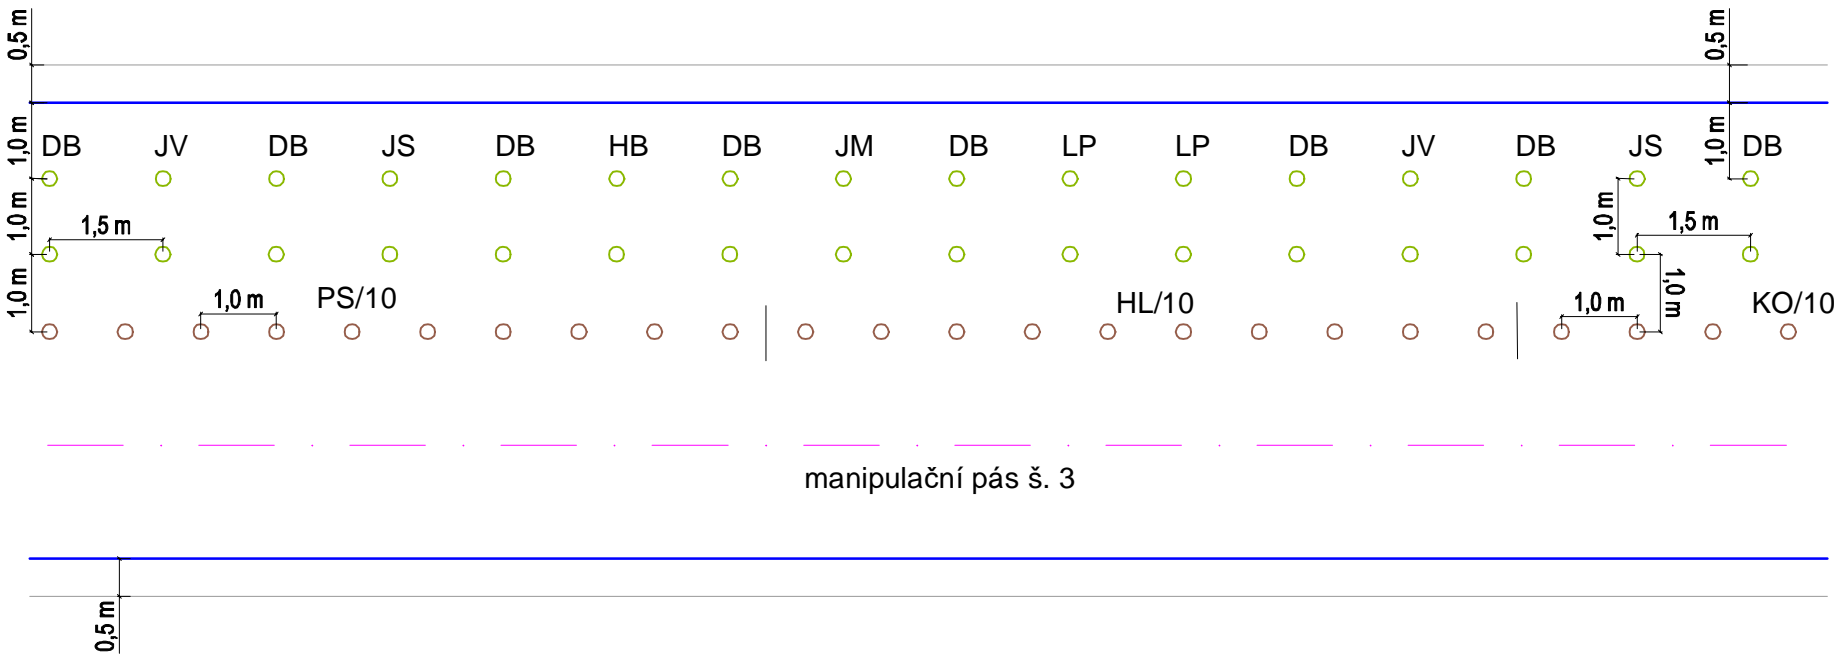 0,5 m
0,5 m
1,0 m
DB JV DB JS DB HB DB JM DB LP LP DB JV DB JS DB
1,0 m
1,0 m
1,5 m
1,0 m
1,5 m
1,0 m
1,0 m
PS/10
HL/10
1,0 m
1,0 m
KO/10
manipulační pás š. 3
0,5 m